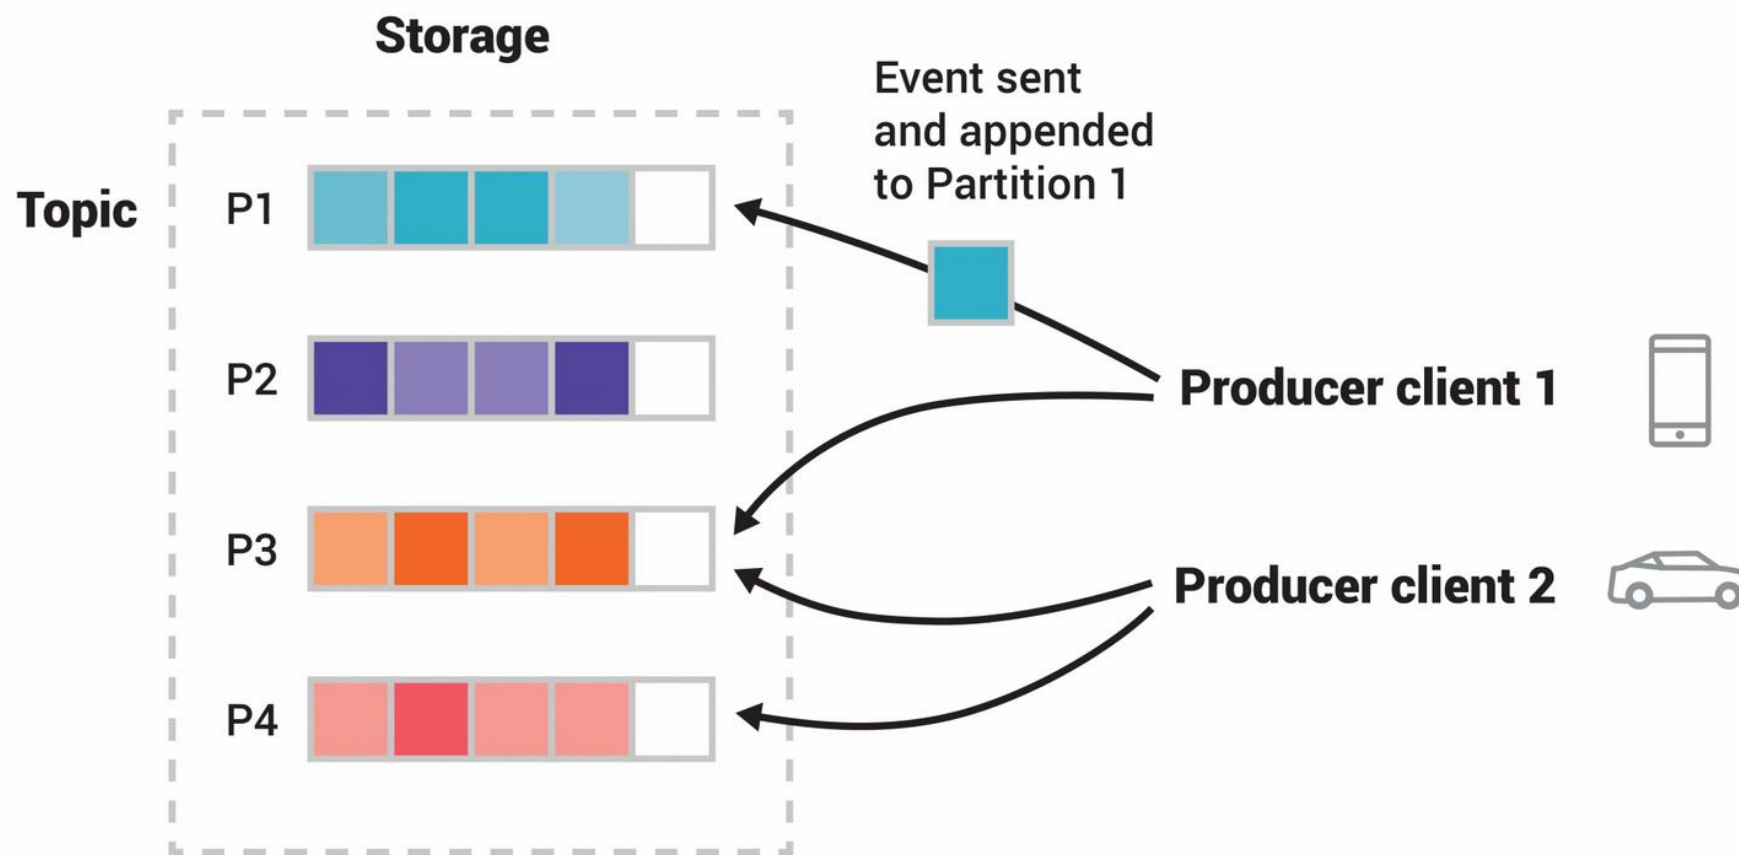 Storage
Event sent
and appended
to Partition 1
Topic
P1
P2
Producer client 1
P3
Producer client 2
P4